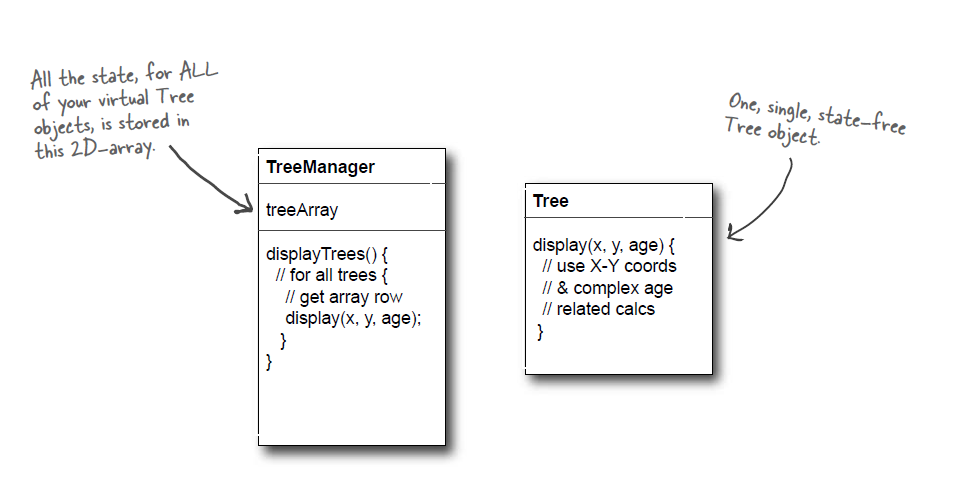 All the state, for ALL
of your virtual Tree
objects, is stored in
this 2D-array.
One, single, state-free
Tree object.
TreeManager
treeArray
displayTrees() {
// for all trees {
// get array row
display(x, y, age);
}
}
Tree
display(x, y, age) {
// use X-Y coords
// & complex age
// related calcs
}